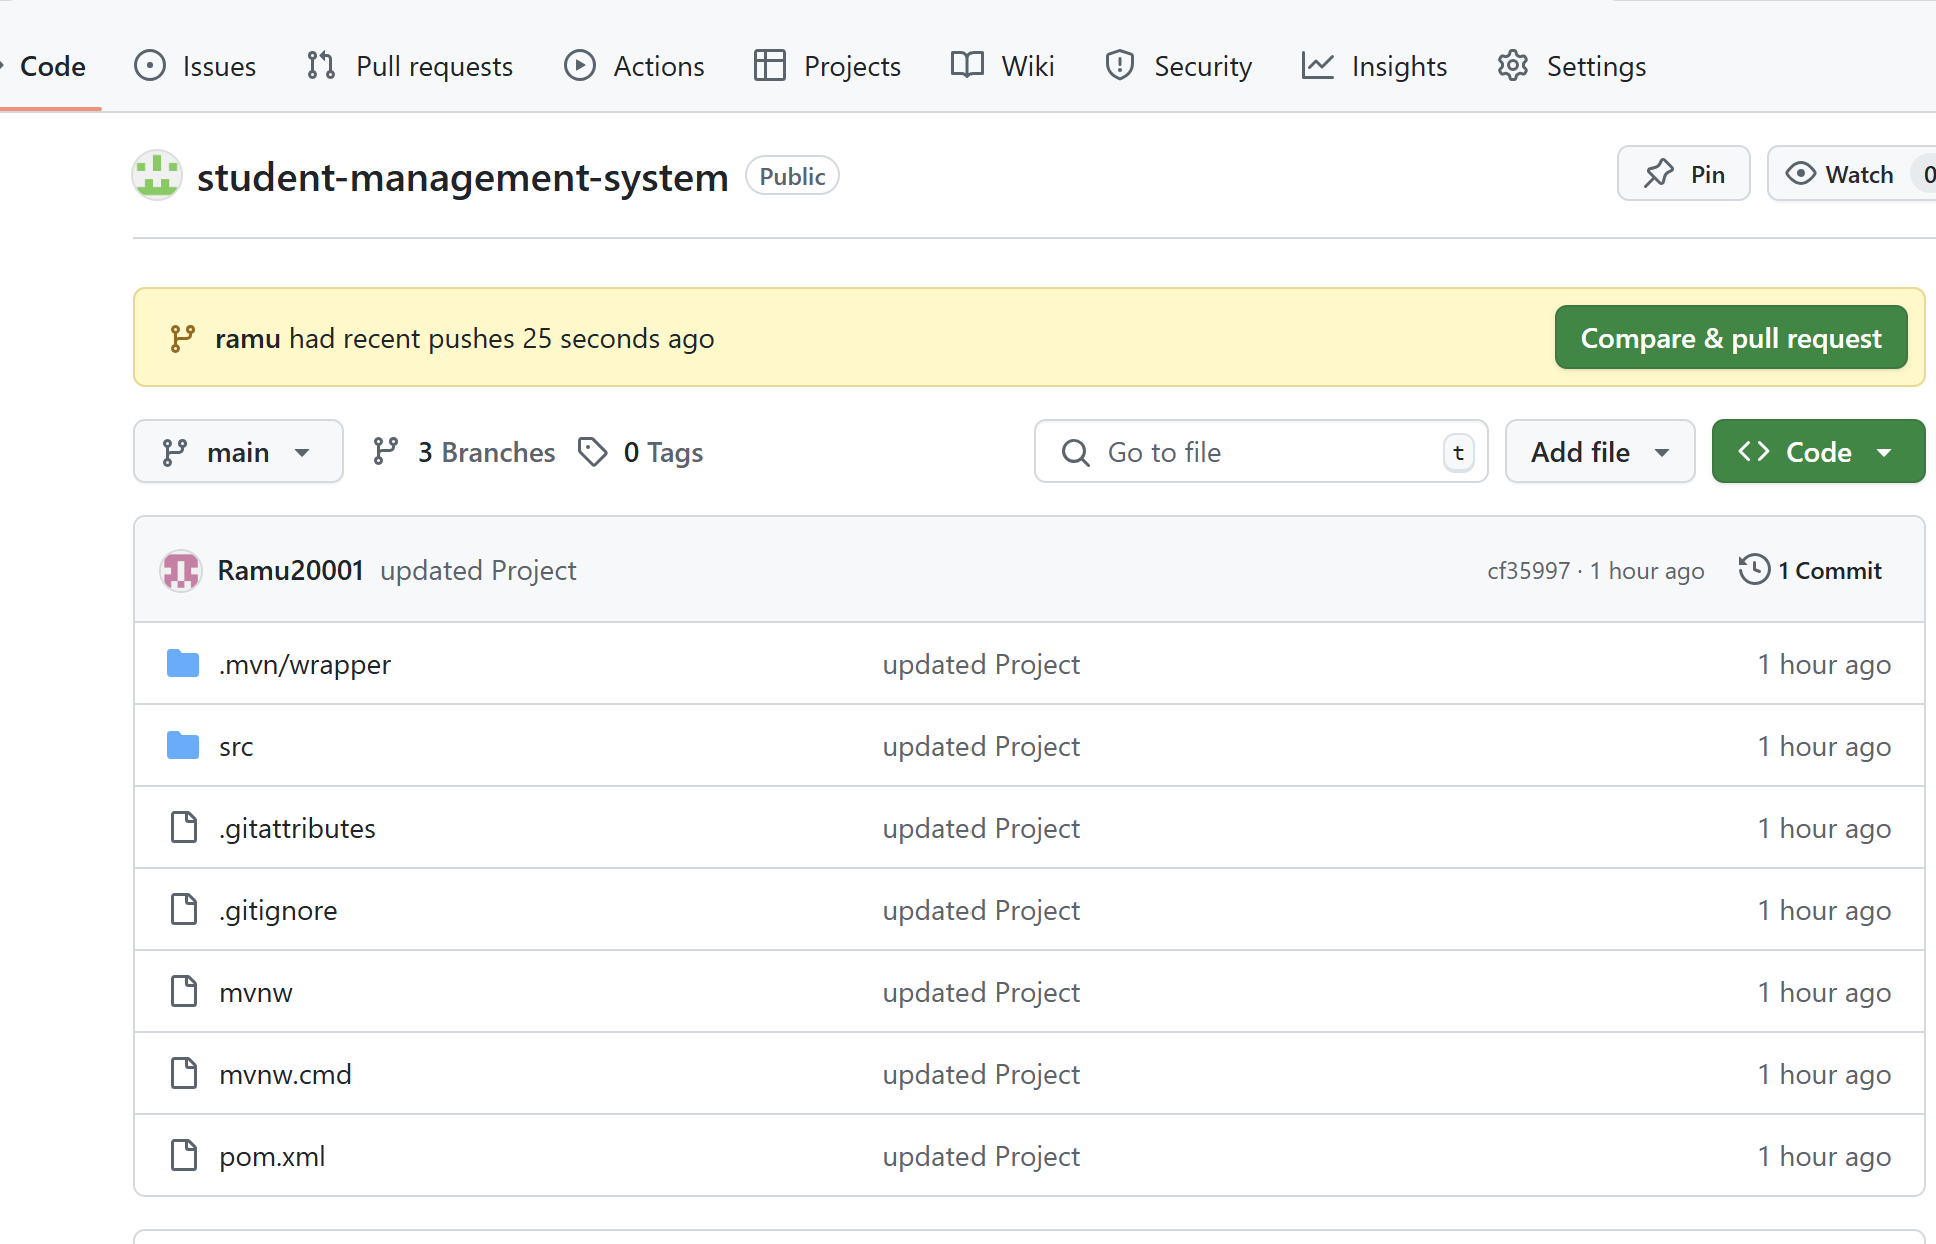 Code Issues Pull requests Actions Projects Wiki Security Insights Settings
student-management-system Public Pin Watch 0
ramu had recent pushes 25 seconds ago Compare & pull request
main 3 Branches 0 Tags Go to file t Add file Code
Ramu20001 updated Project cf35997 · 1 hour ago 1 Commit
.mvn/wrapper updated Project 1 hour ago
src updated Project 1 hour ago
.gitattributes updated Project 1 hour ago
.gitignore updated Project 1 hour ago
mvnw updated Project 1 hour ago
mvnw.cmd updated Project 1 hour ago
pom.xml updated Project 1 hour ago